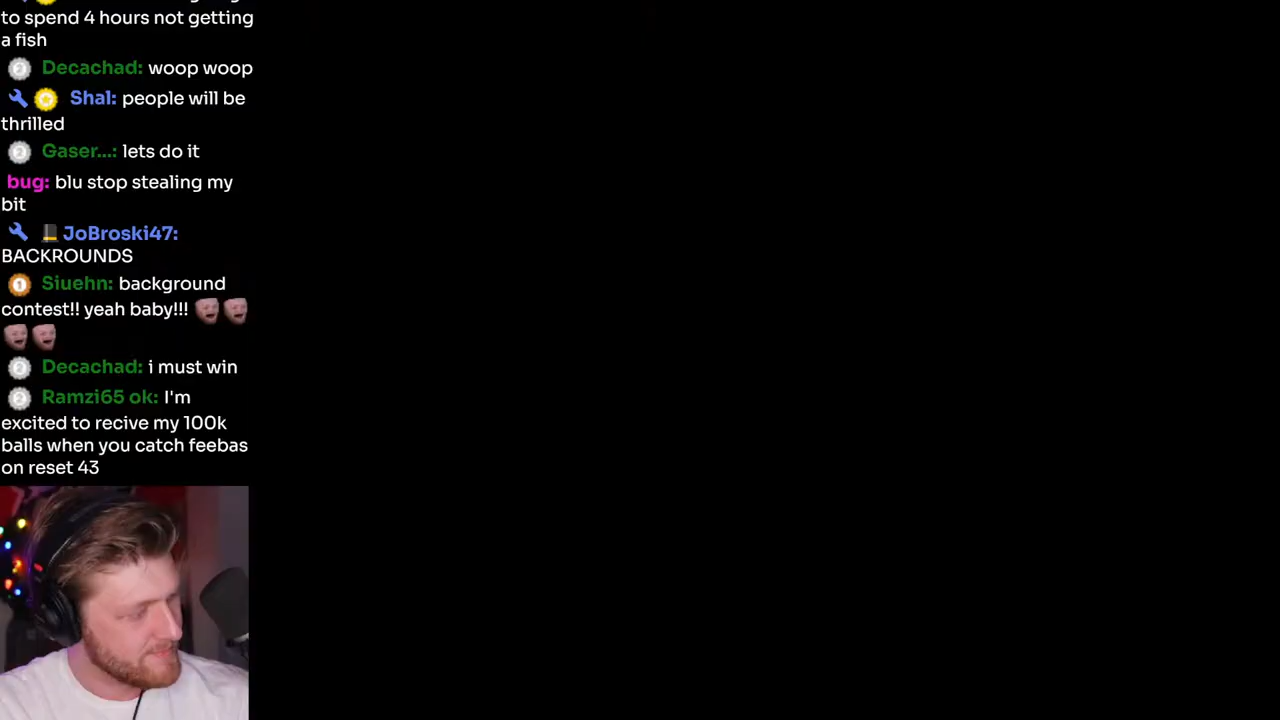 to spend 4 hours not getting
a fish
Decachad: woop woop
Shal: people will be
thrilled
Gaser...: lets do it
bug: blu stop stealing my
bit
JoBroski47:
BACKROUNDS
Siuehn: background
contest!! yeah baby!!!
Decachad: i must win
Ramzi65 ok: I'm
excited to recive my 100k
balls when you catch feebas
on reset 43